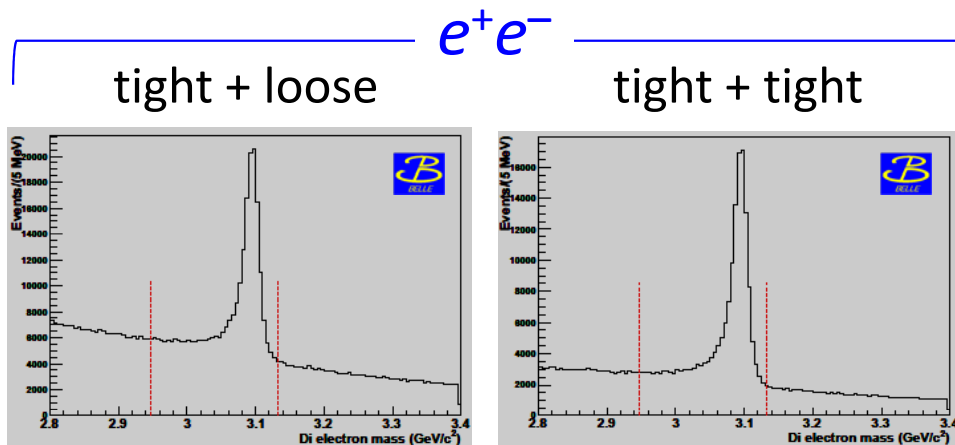 e⁺e⁻
tight + loose
tight + tight
Events/(5 MeV)
20000
18000
16000
14000
12000
10000
8000
6000
4000
2000
0
2.8 2.9 3 3.1 3.2 3.3 3.4
Di electron mass (GeV/c²)
B
BELLE
Events/(5 MeV)
16000
14000
12000
10000
8000
6000
4000
2000
0
2.8 2.9 3 3.1 3.2 3.3 3.4
Di electron mass (GeV/c²)
B
BELLE